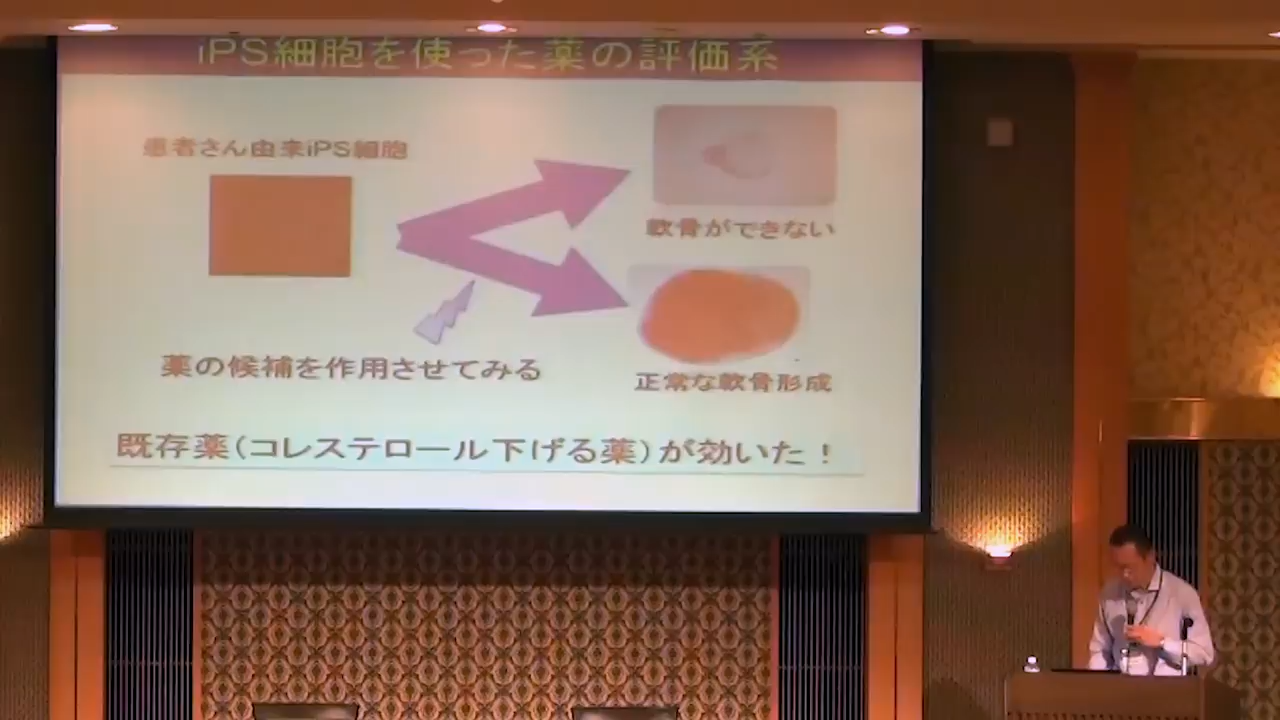 iPS細胞を使った薬の評価系
患者さん由来iPS細胞
軟骨ができない
薬の候補を作用させてみる
正常な軟骨形成
既存薬(コレステロール下げる薬)が効いた!